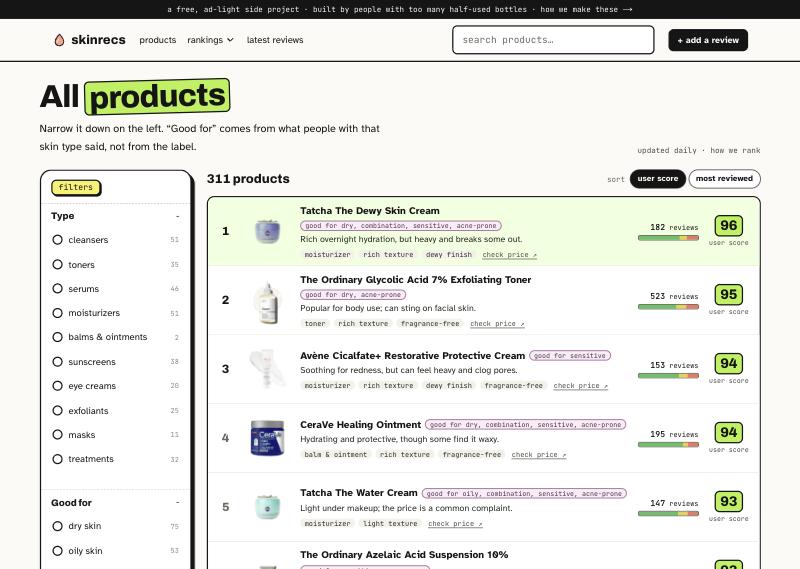 a free, ad-light side project · built by people with too many half-used bottles · how we make these →
skinrecs
products
rankings
latest reviews
search products…
+ add a review
All products
Narrow it down on the left. “Good for” comes from what people with that
skin type said, not from the label.
updated daily · how we rank
filters
Type -
cleansers 51
toners 35
serums 46
moisturizers 51
balms & ointments 2
sunscreens 38
eye creams 20
exfoliants 25
masks 11
treatments 32
Good for -
dry skin 75
oily skin 53
311 products
sort user score most reviewed
1
Tatcha The Dewy Skin Cream
good for dry, combination, sensitive, acne-prone
Rich overnight hydration, but heavy and breaks some out.
moisturizer rich texture dewy finish check price ↗
182 reviews
96
user score
2
The Ordinary Glycolic Acid 7% Exfoliating Toner
good for dry, acne-prone
Popular for body use; can sting on facial skin.
toner rich texture fragrance-free check price ↗
523 reviews
95
user score
3
Avène Cicalfate+ Restorative Protective Cream good for sensitive
Soothing for redness, but can feel heavy and clog pores.
moisturizer rich texture dewy finish fragrance-free check price ↗
153 reviews
94
user score
4
CeraVe Healing Ointment good for dry, combination, sensitive, acne-prone
Hydrating and protective, though some find it waxy.
balm & ointment rich texture fragrance-free check price ↗
195 reviews
94
user score
5
Tatcha The Water Cream good for oily, combination, sensitive, acne-prone
Light under makeup; the price is a common complaint.
moisturizer light texture check price ↗
147 reviews
93
user score
The Ordinary Azelaic Acid Suspension 10%